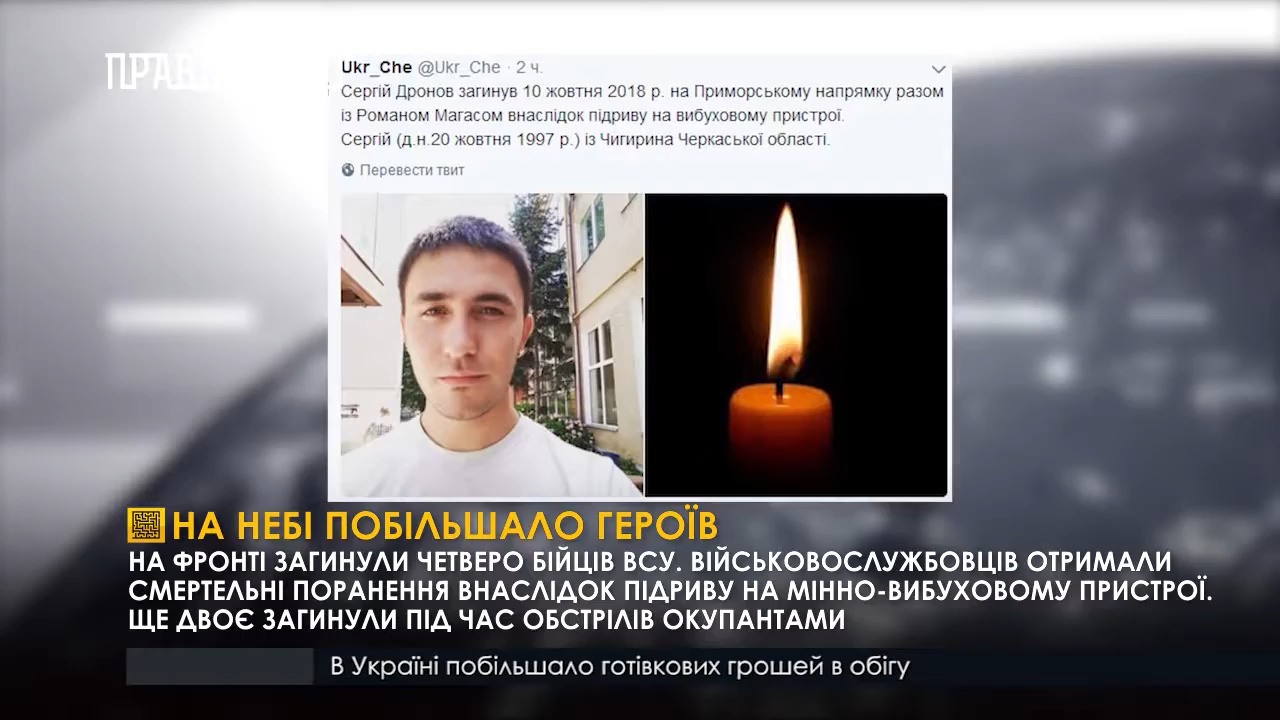 ПРАВДА
Ukr_Che @Ukr_Che · 2 ч.
Сергій Дронов загинув 10 жовтня 2018 р. на Приморському напрямку разом
із Романом Магасом внаслідок підриву на вибуховому пристрої.
Сергій (д.н.20 жовтня 1997 р.) із Чигирина Черкаської області.
Перевести твит
НА НЕБІ ПОБІЛЬШАЛО ГЕРОЇВ
НА ФРОНТІ ЗАГИНУЛИ ЧЕТВЕРО БІЙЦІВ ВСУ. ВІЙСЬКОВОСЛУЖБОВЦІВ ОТРИМАЛИ
СМЕРТЕЛЬНІ ПОРАНЕННЯ ВНАСЛІДОК ПІДРИВУ НА МІННО-ВИБУХОВОМУ ПРИСТРОЇ.
ЩЕ ДВОЄ ЗАГИНУЛИ ПІД ЧАС ОБСТРІЛІВ ОКУПАНТАМИ
В Україні побільшало готівкових грошей в обігу